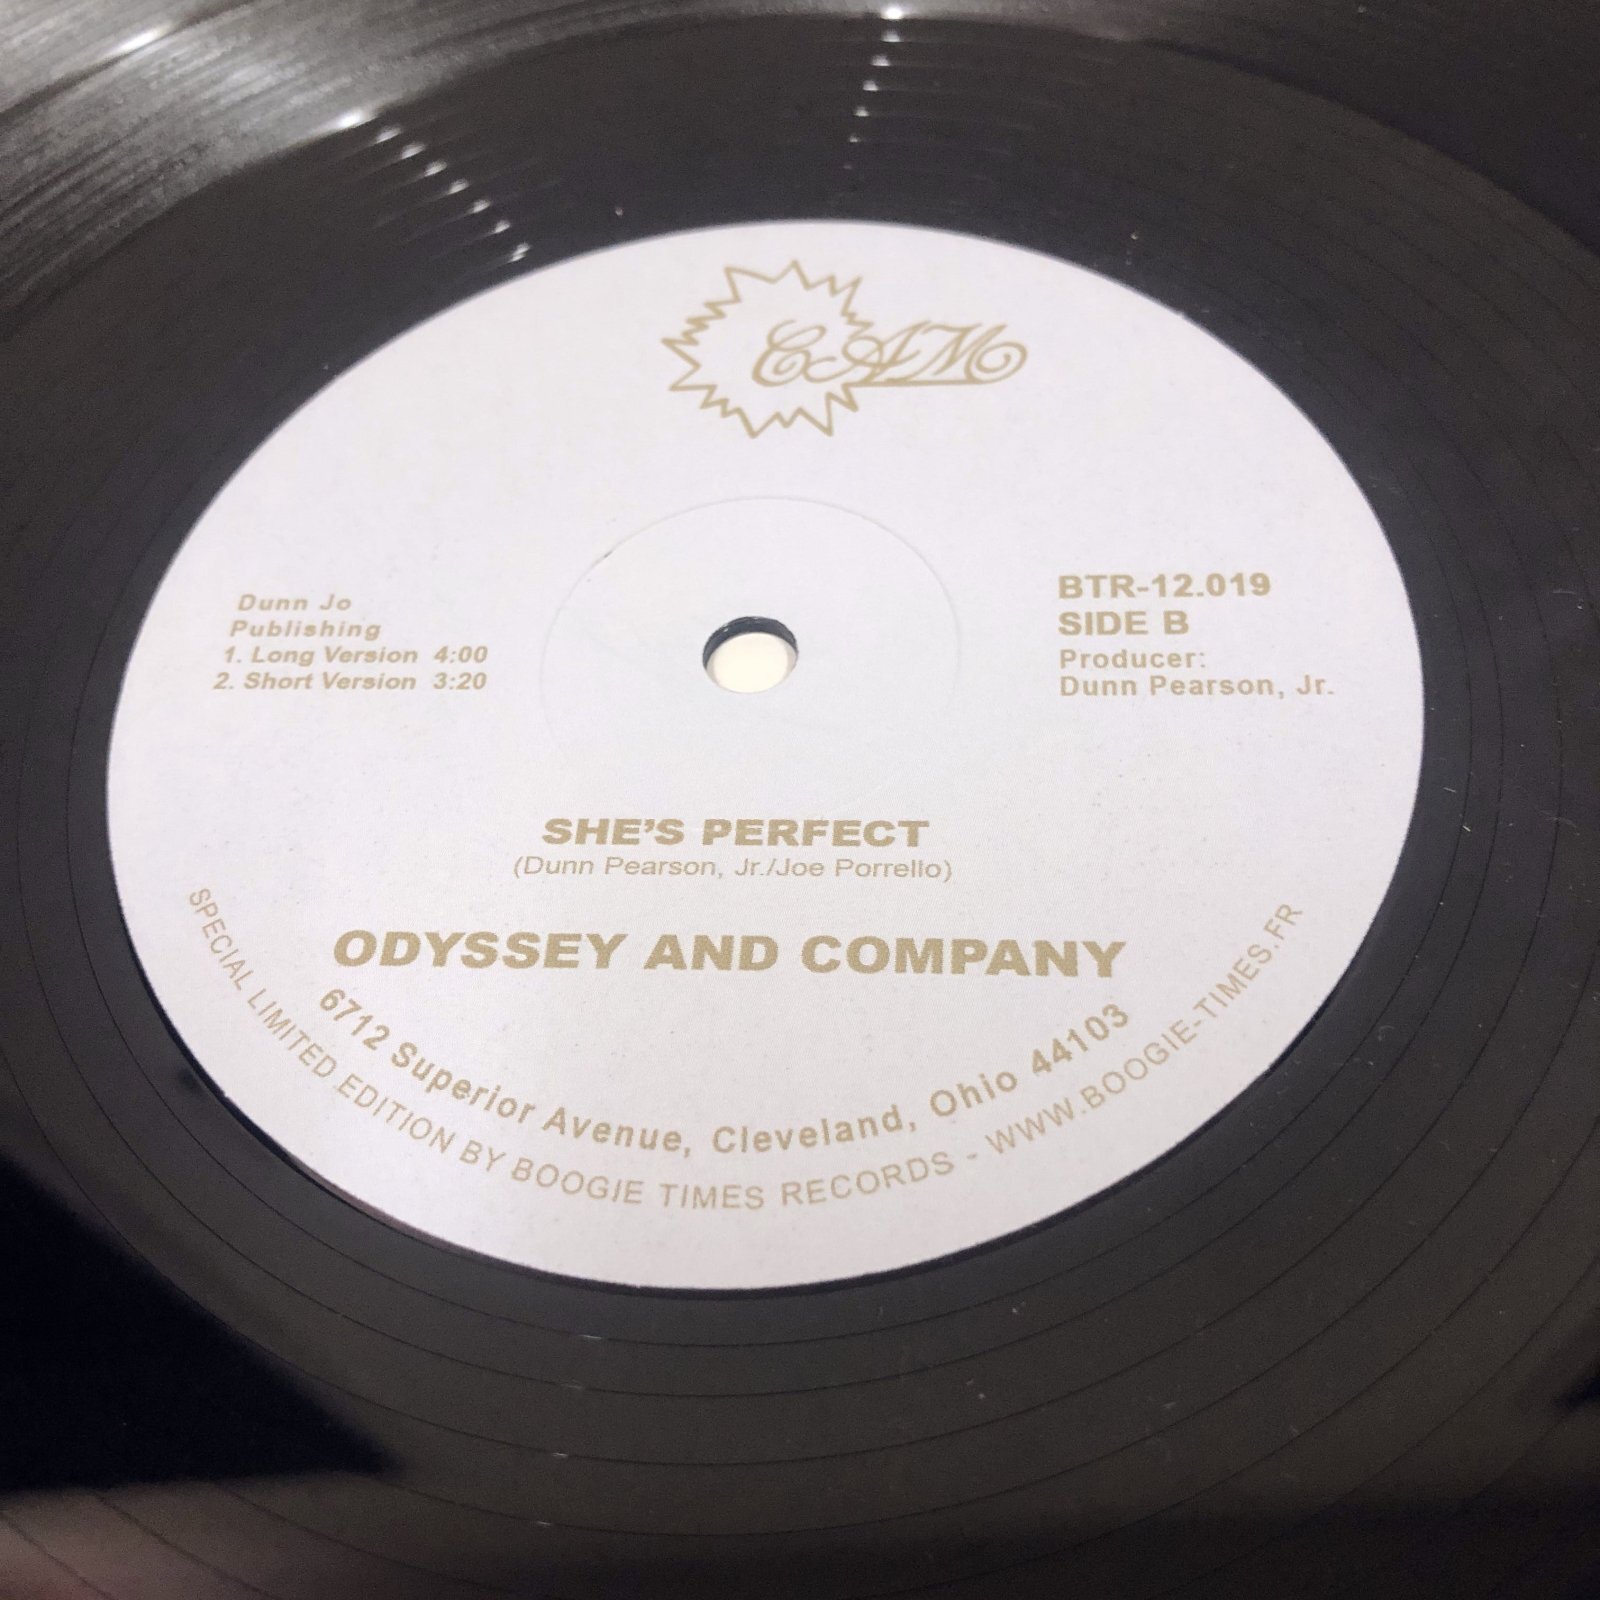 CAM
Dunn Jo
Publishing
1. Long Version 4:00
2. Short Version 3:20
BTR-12.019
SIDE B
Producer:
Dunn Pearson, Jr.
SHE'S PERFECT
(Dunn Pearson, Jr./Joe Porrello)
ODYSSEY AND COMPANY
6712 Superior Avenue, Cleveland, Ohio 44103
SPECIAL LIMITED EDITION BY BOOGIE TIMES RECORDS - WWW.BOOGIE-TIMES.FR